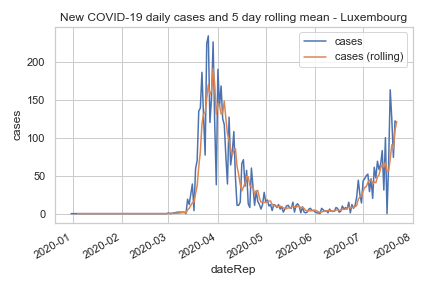 New COVID-19 daily cases and 5 day rolling mean - Luxembourg
cases
cases (rolling)
200
150
100
50
0
cases
2020-01
2020-02
2020-03
2020-04
2020-05
2020-06
2020-07
2020-08
dateRep